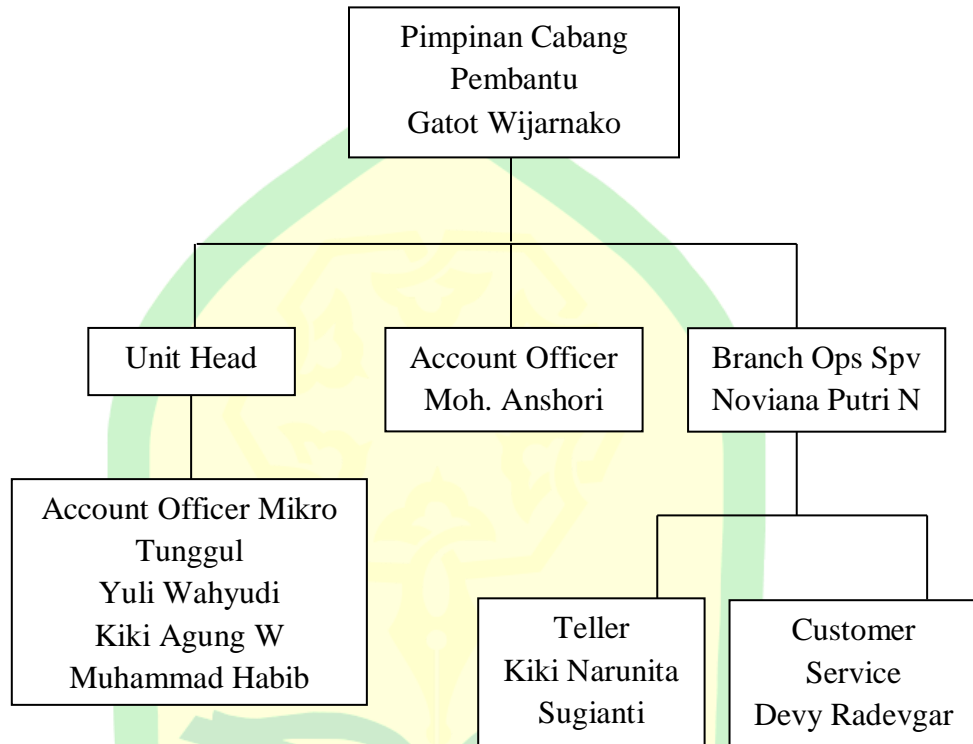 Pimpinan Cabang
Pembantu
Gatot Wijarnako
Unit Head
Account Officer
Moh. Anshori
Branch Ops Spv
Noviana Putri N
Account Officer Mikro
Tunggul
Yuli Wahyudi
Kiki Agung W
Muhammad Habib
Teller
Kiki Narunita
Sugianti
Customer
Service
Devy Radevgar